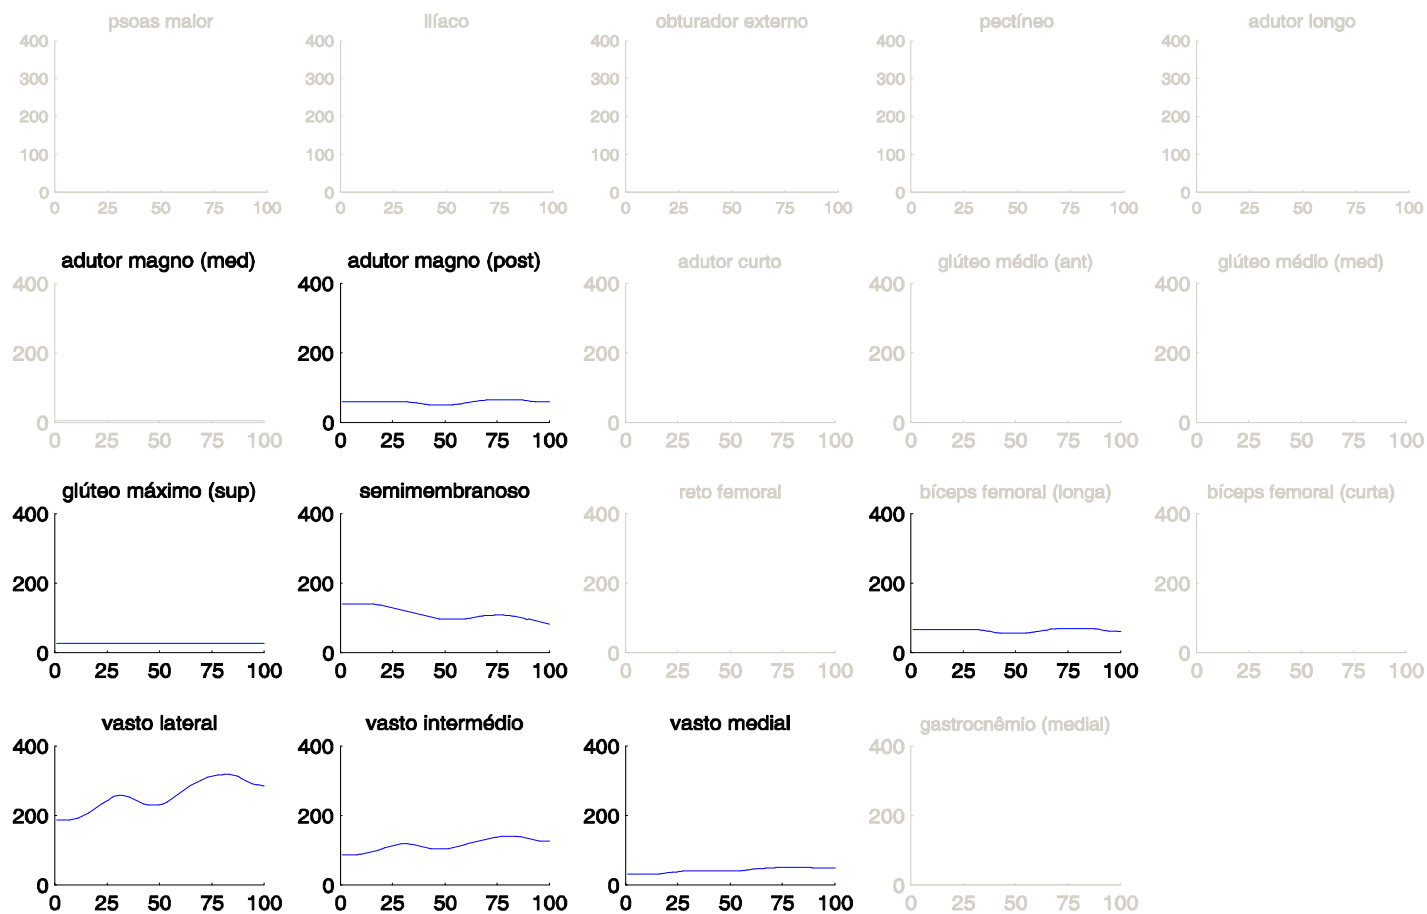 psoas maior
ilíaco
obturador externo
pectíneo
adutor longo
400 400 400 400 400
300 300 300 300 300
200 200 200 200 200
100 100 100 100 100
0 0 0 0 0
0 25 50 75 100 0 25 50 75 100 0 25 50 75 100 0 25 50 75 100 0 25 50 75 100
adutor magno (med)
adutor magno (post)
adutor curto
glúteo médio (ant)
glúteo médio (med)
400 400 400 400 400
200 200 200 200 200
0 0 0 0 0
0 25 50 75 100 0 25 50 75 100 0 25 50 75 100 0 25 50 75 100 0 25 50 75 100
glúteo máximo (sup)
semimembranoso
reto femoral
bíceps femoral (longa)
bíceps femoral (curta)
400 400 400 400 400
200 200 200 200 200
0 0 0 0 0
0 25 50 75 100 0 25 50 75 100 0 25 50 75 100 0 25 50 75 100 0 25 50 75 100
vasto lateral
vasto intermédio
vasto medial
gastrocnêmio (medial)
400 400 400 400
200 200 200 200
0 0 0 0
0 25 50 75 100 0 25 50 75 100 0 25 50 75 100 0 25 50 75 100